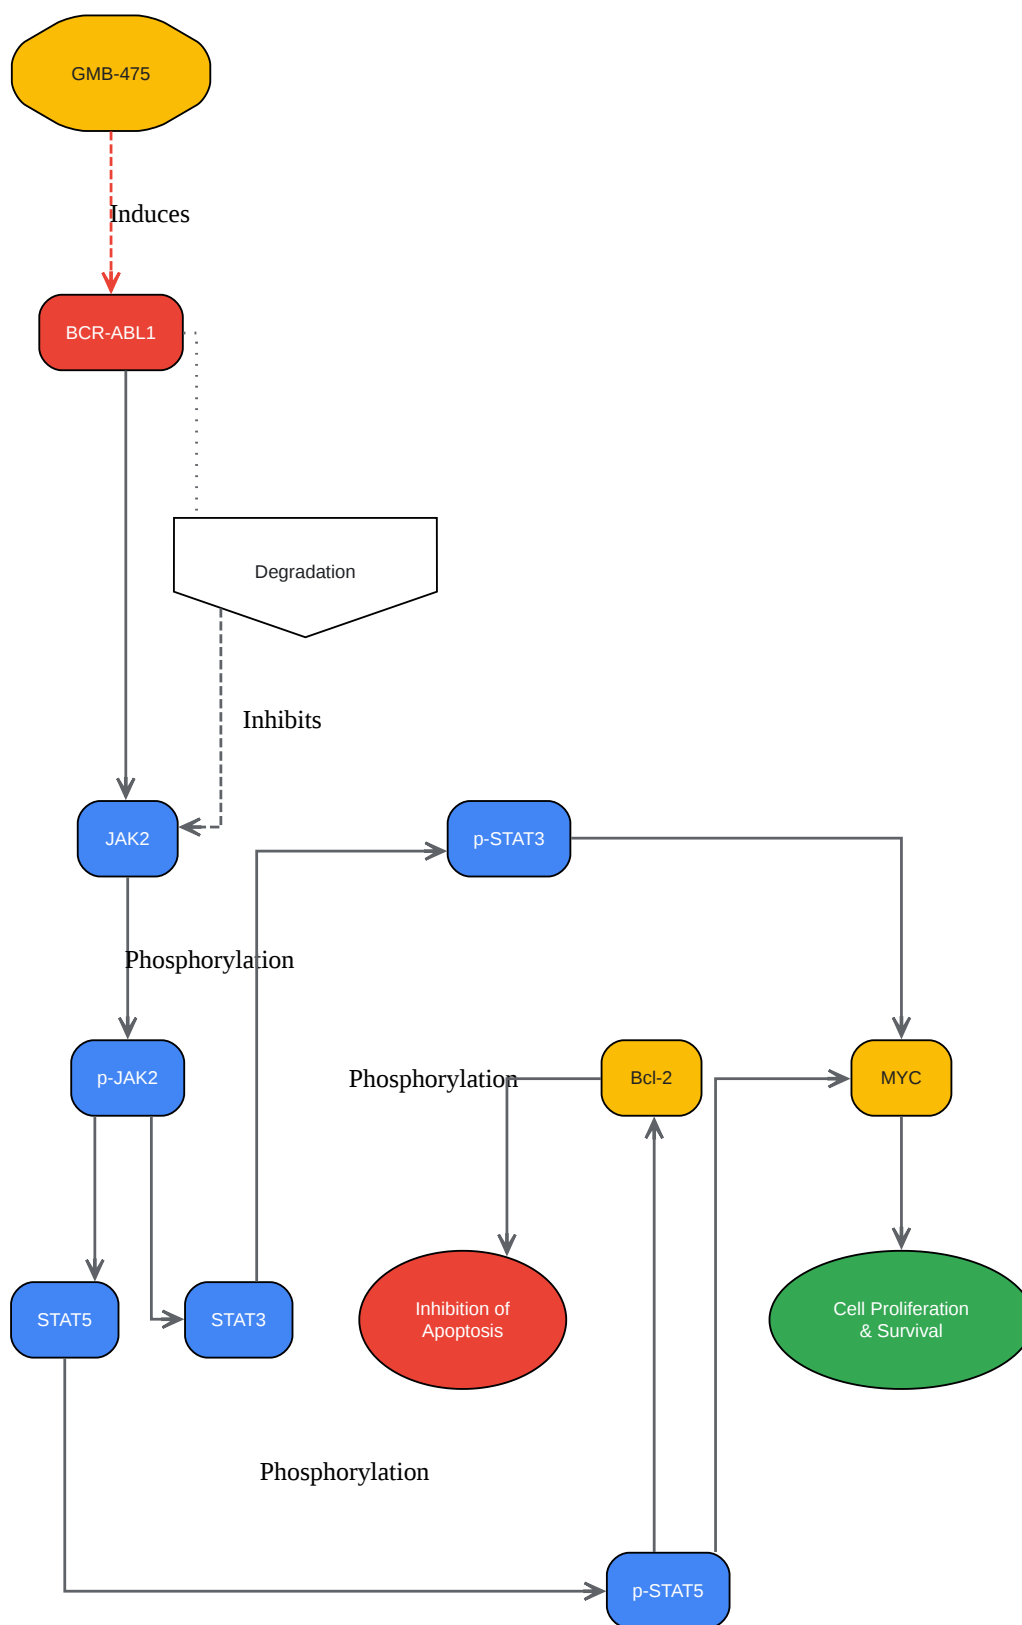 GMB-475
Induces
BCR-ABL1
Degradation
Inhibits
JAK2
p-STAT3
Phosphorylation
p-JAK2
Phosphorylation
Bcl-2
MYC
STAT5
STAT3
Inhibition of
Apoptosis
Cell Proliferation
& Survival
Phosphorylation
p-STAT5